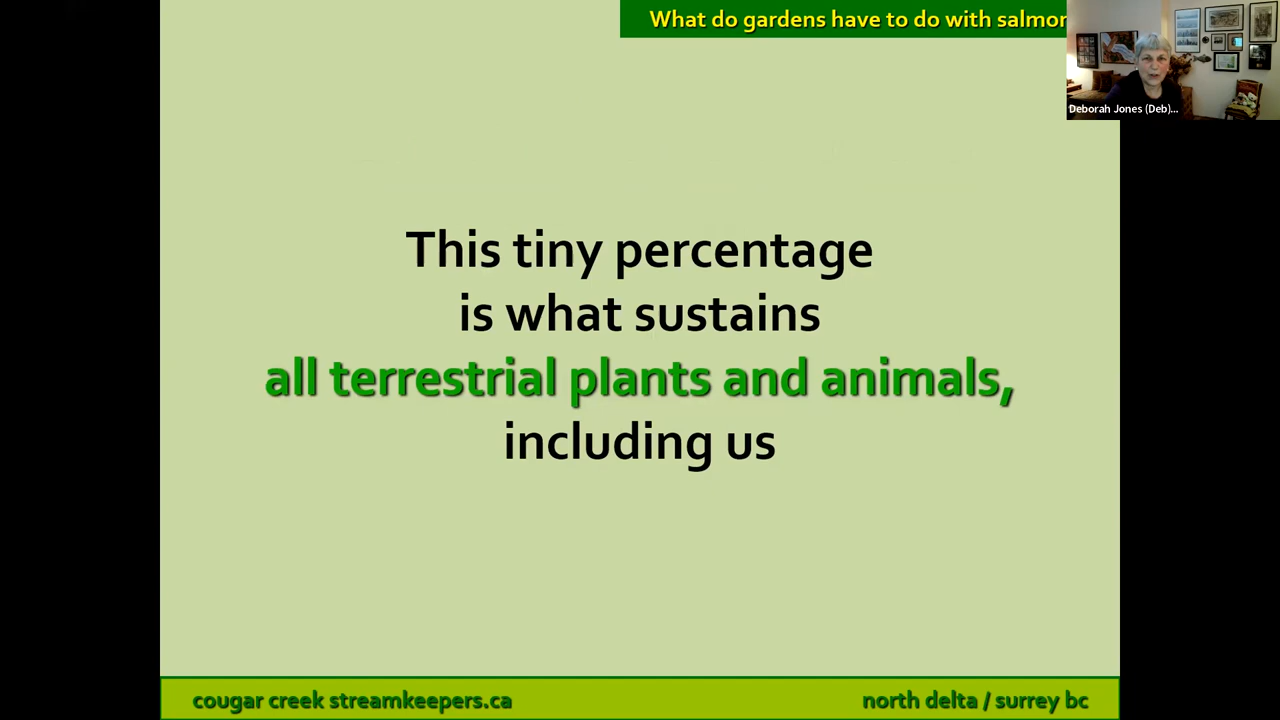 What do gardens have to do with salmon
Deborah Jones (Deb)...
This tiny percentage
is what sustains
all terrestrial plants and animals,
including us
cougar creek streamkeepers.ca
north delta / surrey bc